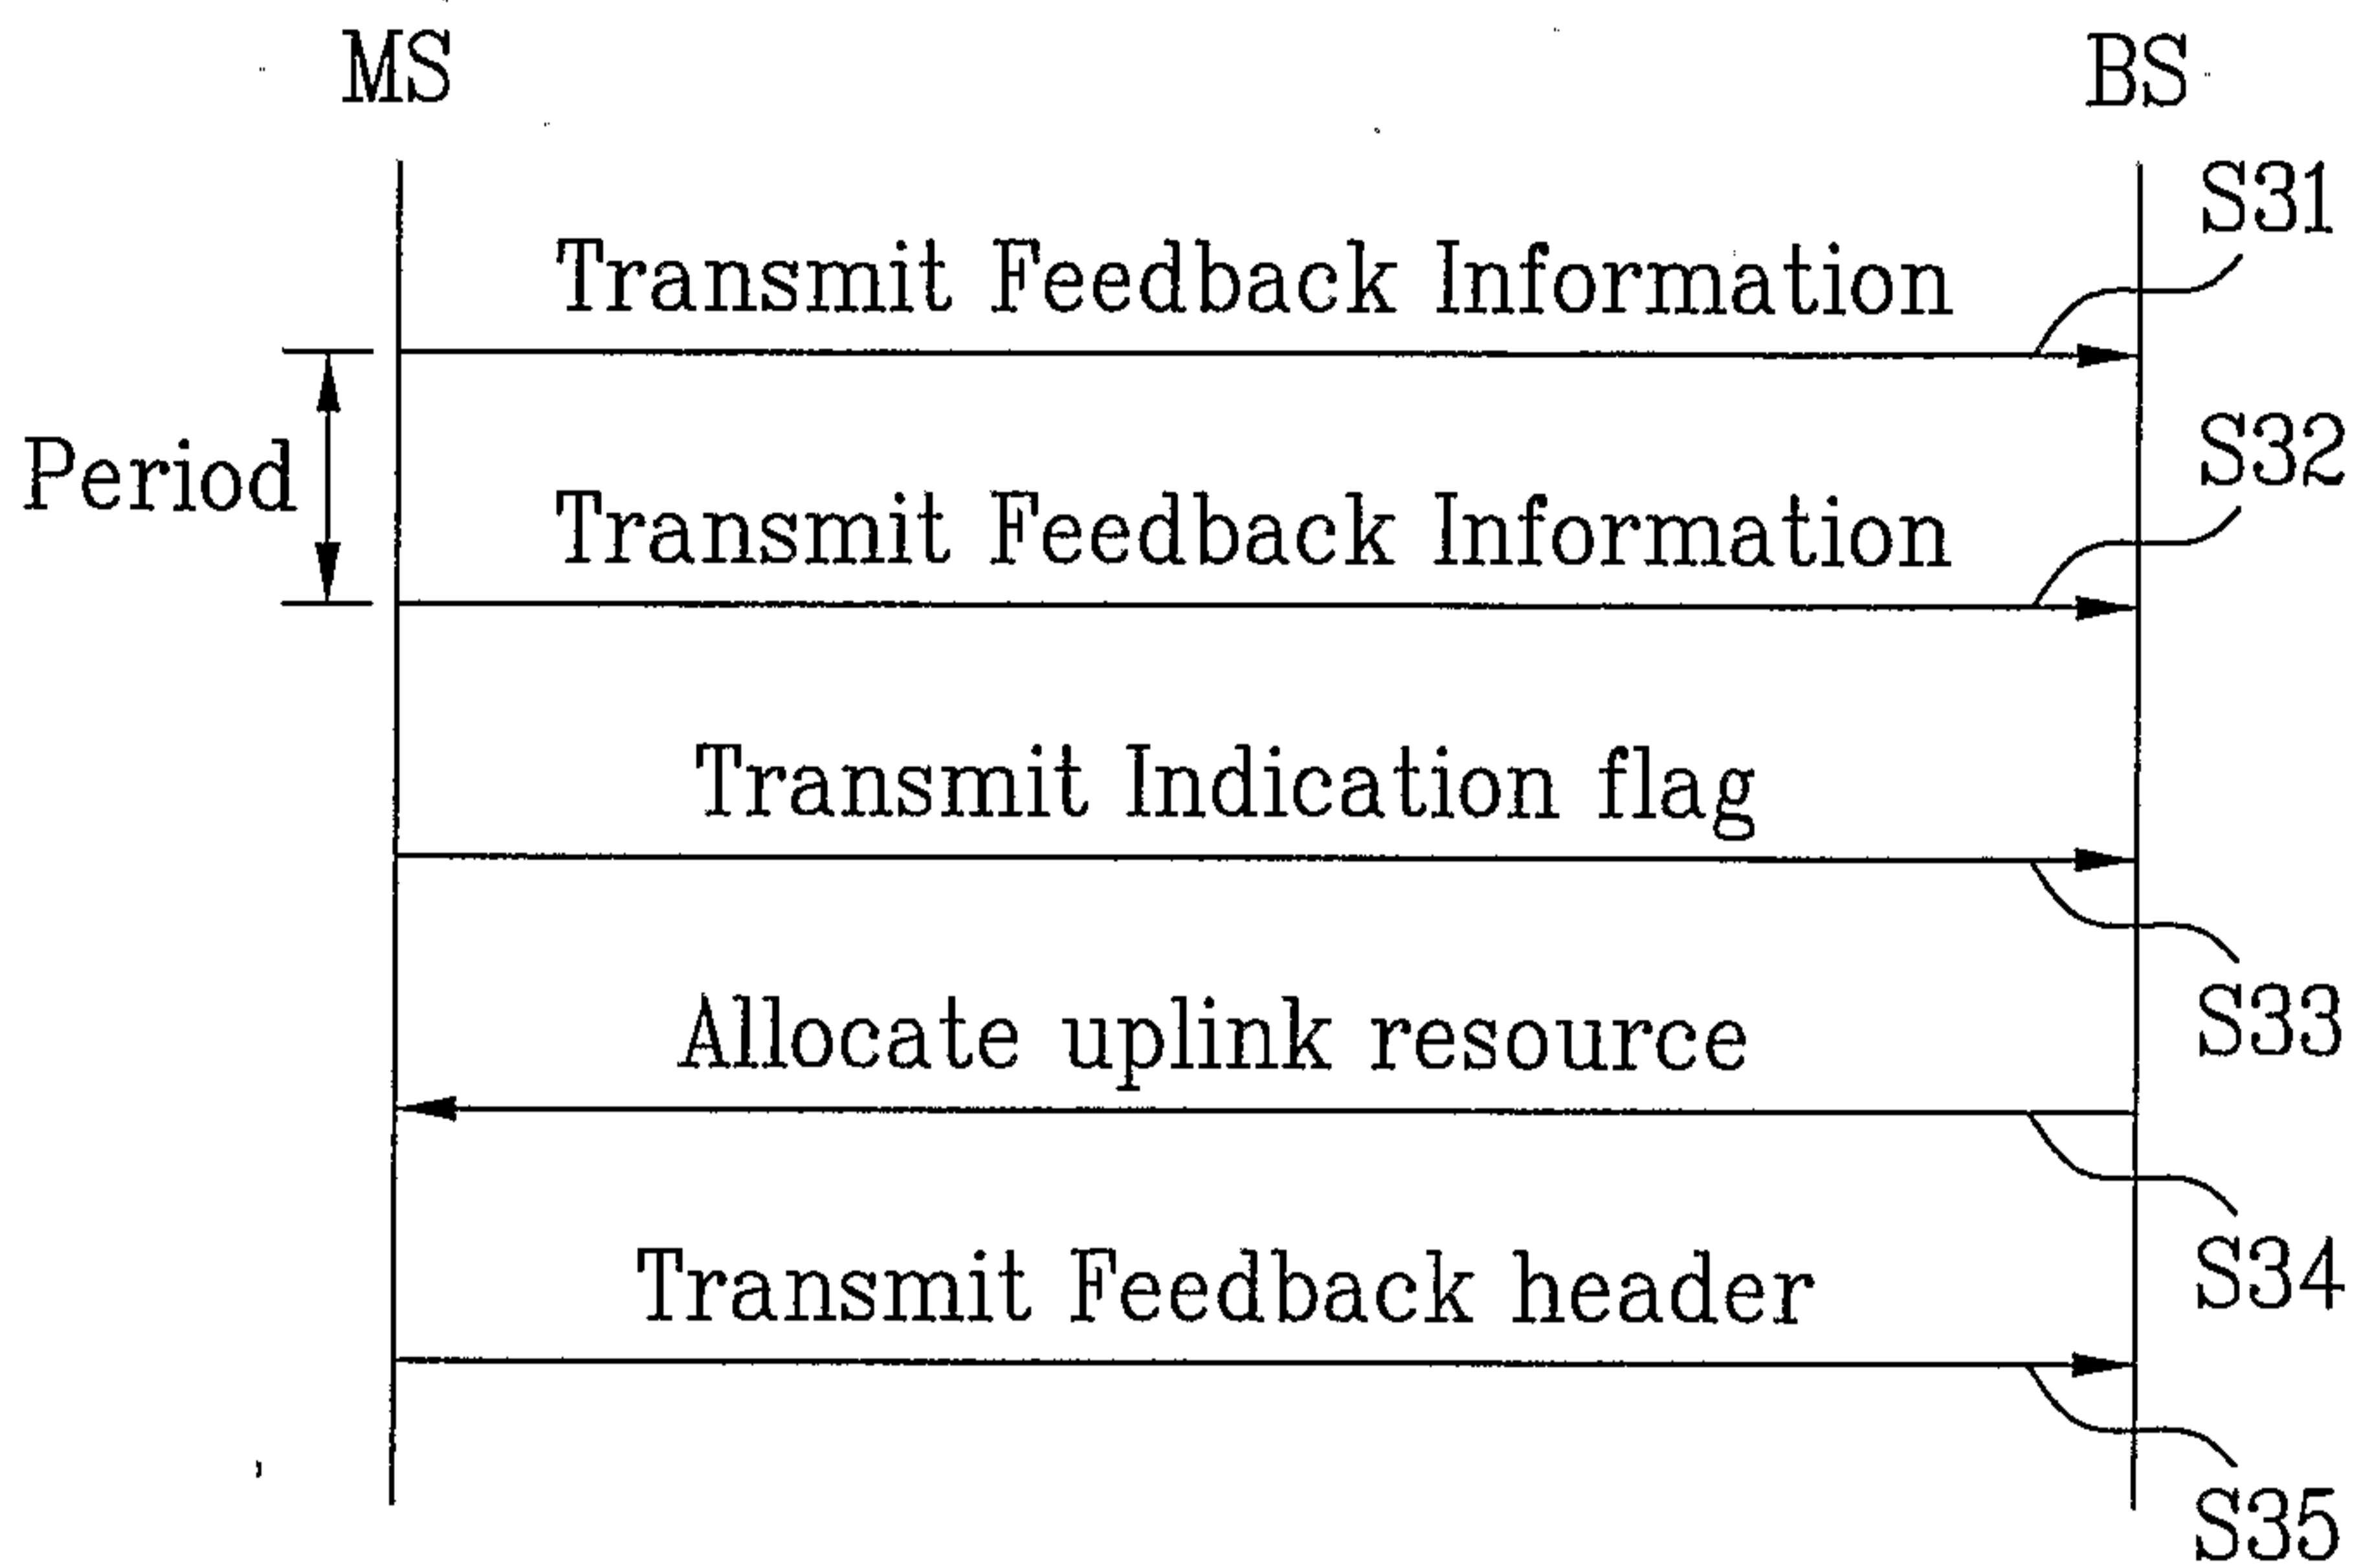 MS
BS
S31
Transmit Feedback Information
S32
Period
Transmit Feedback Information
Transmit Indication flag
S33
Allocate uplink resource
S34
Transmit Feedback header
S35